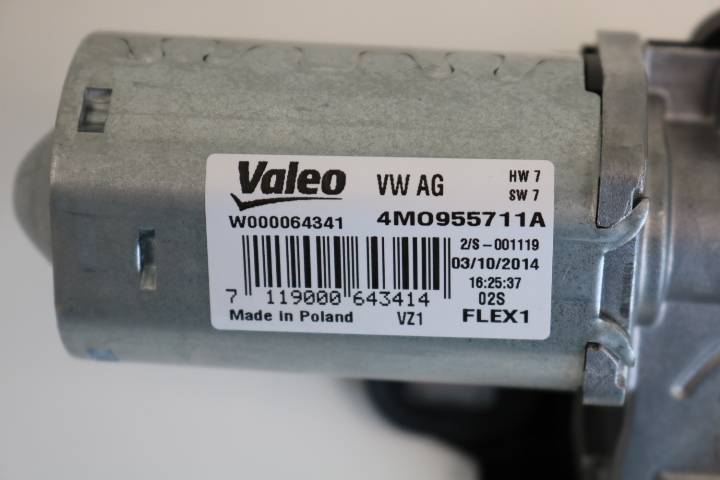 Valeo VW AG HW 7
SW 7
W000064341 4M0955711A
2/S-001119
03/10/2014
16:25:37
7 119000 643414 02S
Made in Poland VZ1 FLEX1